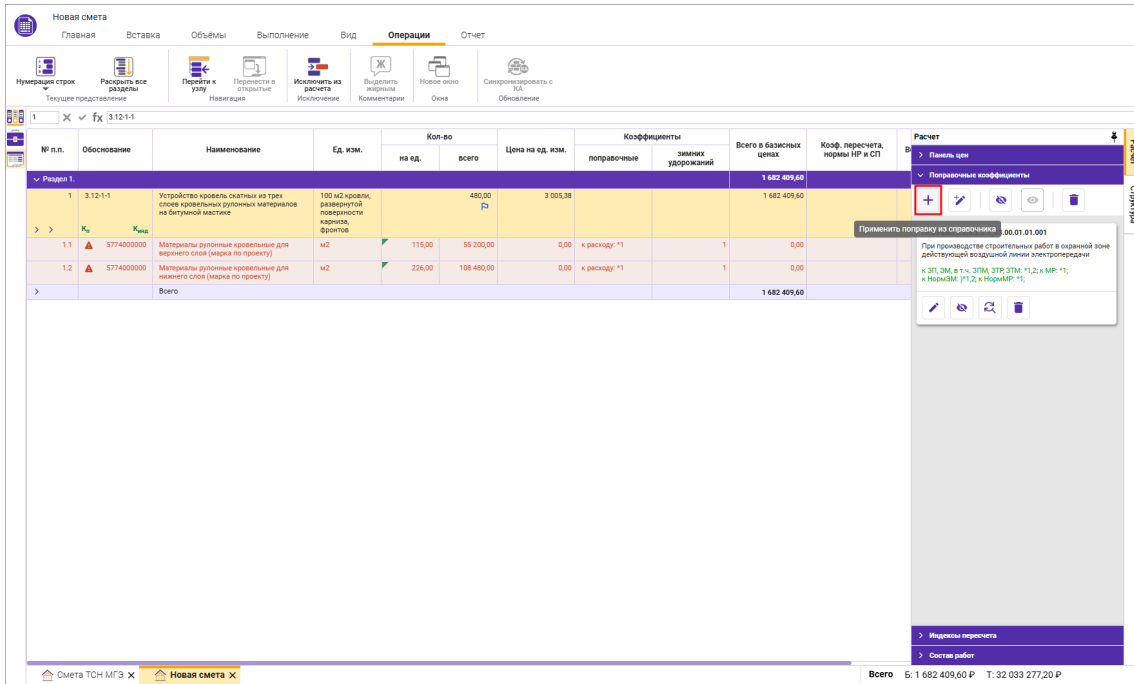 Новая смета
Главная Вставка Объёмы Выполнение Вид Операции Отчет
Нумерация строк
Раскрыть все разделы
Текущее представление
Перейти к узлу
Перенести в открытые
Навигация
Исключить из расчета
Исключение
Выделить жирным
Комментарии
Новое окно
Окна
Синхронизировать с КА
Обновление
1 fx 3.12-1-1
№ п.п. Обоснование Наименование Ед. изм. Кол-во Цена на ед. изм. Коэффициенты Всего в базисных ценах Коэф. пересчета, нормы НР и СП
на ед. всего поправочные зимних удорожаний
Раздел 1. 1 682 409,60
1 3.12-1-1 Устройство кровель скатных из трех слоев кровельных рулонных материалов на битумной мастике 100 м2 кровли, развернутой поверхности карниза, фронтов 480,00 3 005,38 1 682 409,60
Кп Кинд
1.1 5774000000 Материалы рулонные кровельные для верхнего слоя (марка по проекту) м2 115,00 55 200,00 0,00 к расходу: *1 1 0,00
1.2 5774000000 Материалы рулонные кровельные для нижнего слоя (марка по проекту) м2 226,00 108 480,00 0,00 к расходу: *1 1 0,00
Всего 1 682 409,60
Расчет
Панель цен
Поправочные коэффициенты
Применить поправку из справочника
.00.01.01.001
При производстве строительных работ в охранной зоне
действующей воздушной линии электропередачи
к ЗП, ЭМ, в т.ч. ЗПМ, ЗТР, ЗТМ: *1,2; к МР: *1;
к НормЭМ: )*1,2; к НормМР: *1;
Индексы пересчета
Состав работ
Расчет
Структура
Смета ТСН МГЭ X Новая смета X Всего Б: 1 682 409,60 ₽ Т: 32 033 277,20 ₽